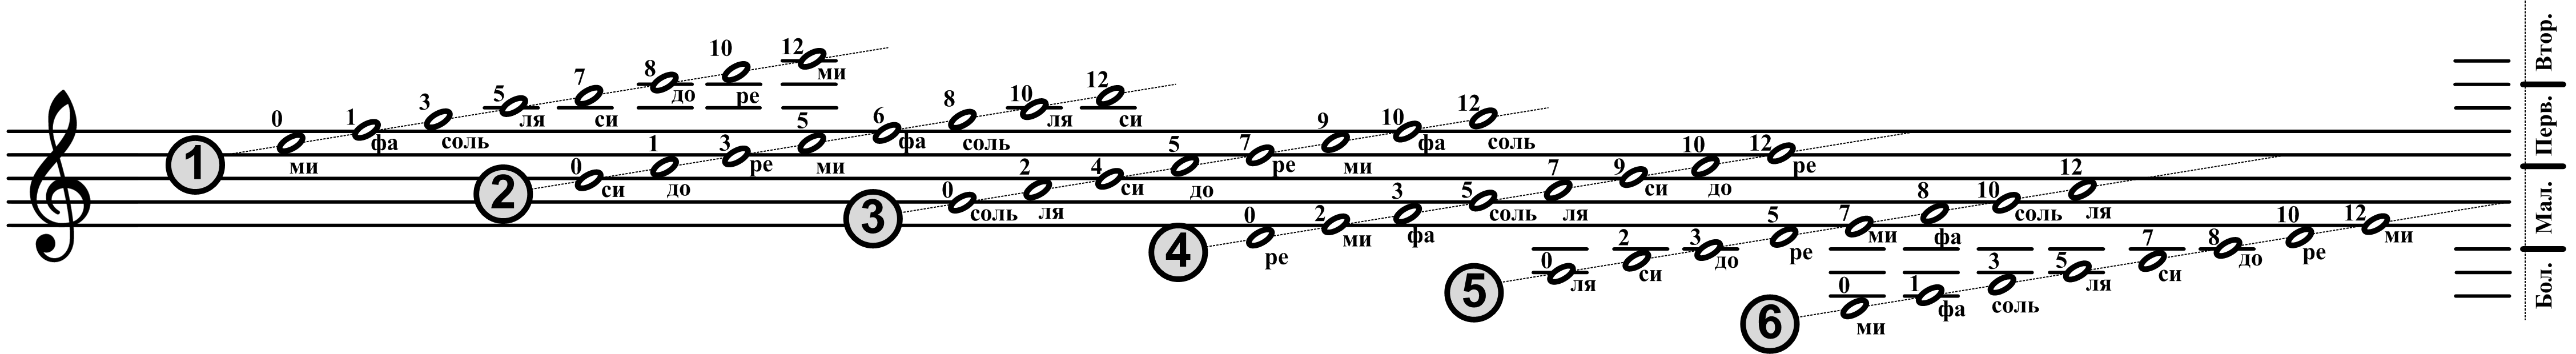 1
0 1 3 5 7 8 10 12
ми фа соль ля си до ре ми
2
0 1 3 5 6 8 10 12
си до ре ми фа соль ля си
3
0 2 4 5 7 9 10 12
соль ля си до ре ми фа соль
4
0 2 3 5 7 9 10 12
ре ми фа соль ля си до ре
5
0 2 3 5 7 8 10 12
ля си до ре ми фа соль ля
6
0 1 3 5 7 8 10 12
ми фа соль ля си до ре ми
Втор.
Перв.
Мал.
Бол.